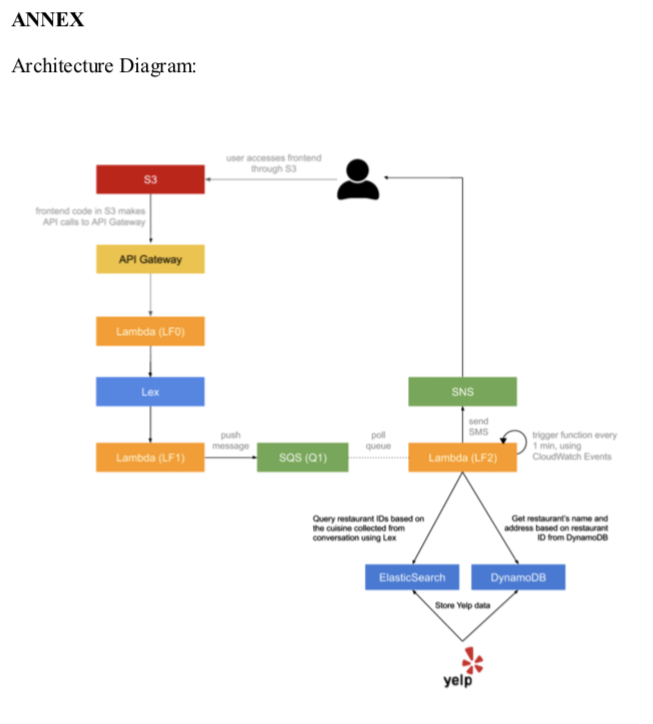 ANNEX
Architecture Diagram:
user accesses frontend
through S3
S3
frontend code in S3 makes
API calls to API Gateway
API Gateway
Lambda (LF0)
Lex
SNS
send
SMS
push
message
poll
queue
trigger function every
1 min, using
CloudWatch Events
Lambda (LF1)
SQS (Q1)
Lambda (LF2)
Query restaurant IDs based on
the cuisine collected from
conversation using Lex
Get restaurant's name and
address based on restaurant
ID from DynamoDB
ElasticSearch
DynamoDB
Store Yelp data
yelp